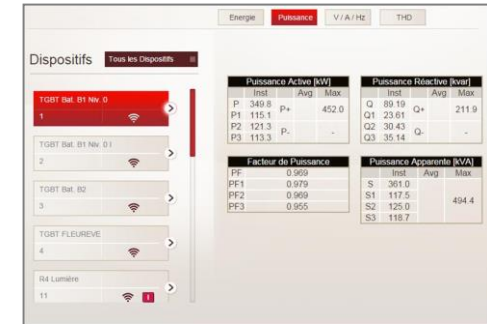 Energie Puissance V / A / Hz THD
Dispositifs Tous les Dispositifs
TGBT Bat. B1 Niv. 0
1
TGBT Bat. B1 Niv. 0 I
2
TGBT Bat. B2
3
TGBT FLEUREVE
4
R4 Lumière
11
Puissance Active [kW]
Inst Avg Max
P 349.8 P+ 452.0
P1 115.1
P2 121.3 P- -
P3 113.3
Puissance Réactive [kvar]
Inst Avg Max
Q 89.19 Q+ 211.9
Q1 23.61
Q2 30.43 Q- -
Q3 35.14
Facteur de Puissance
PF 0.969
PF1 0.979
PF2 0.969
PF3 0.955
Puissance Apparente [kVA]
Inst Avg Max
S 361.0 494.4
S1 117.5
S2 125.0
S3 118.7